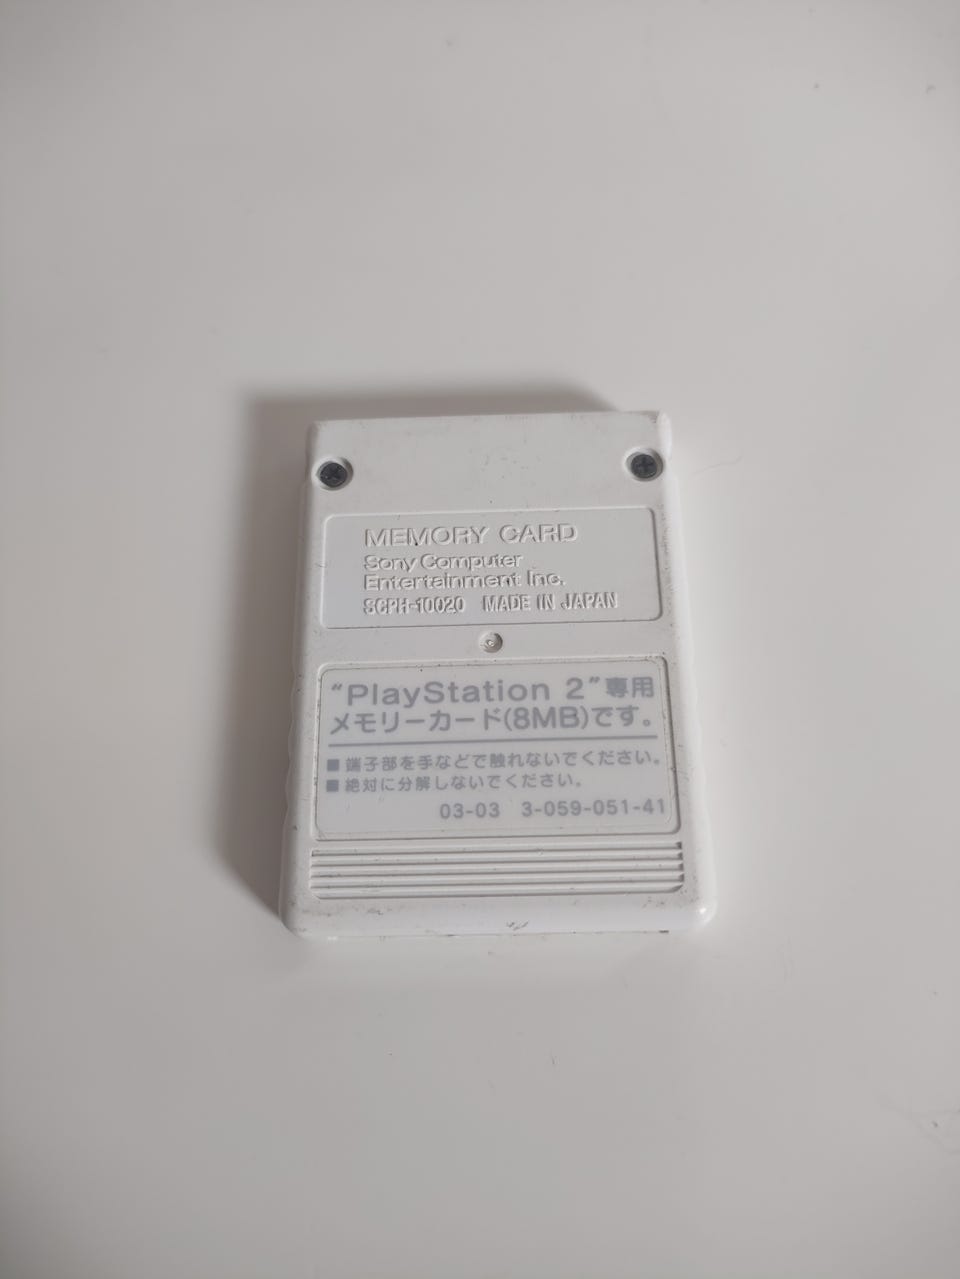 MEMORY CARD
Sony Computer
Entertainment Inc.
SCPH-10020 MADE IN JAPAN
"PlayStation 2"専用
メモリーカード(8MB)です。
■端子部を手などで触れないでください。
■絶対に分解しないでください。
03-03 3-059-051-41